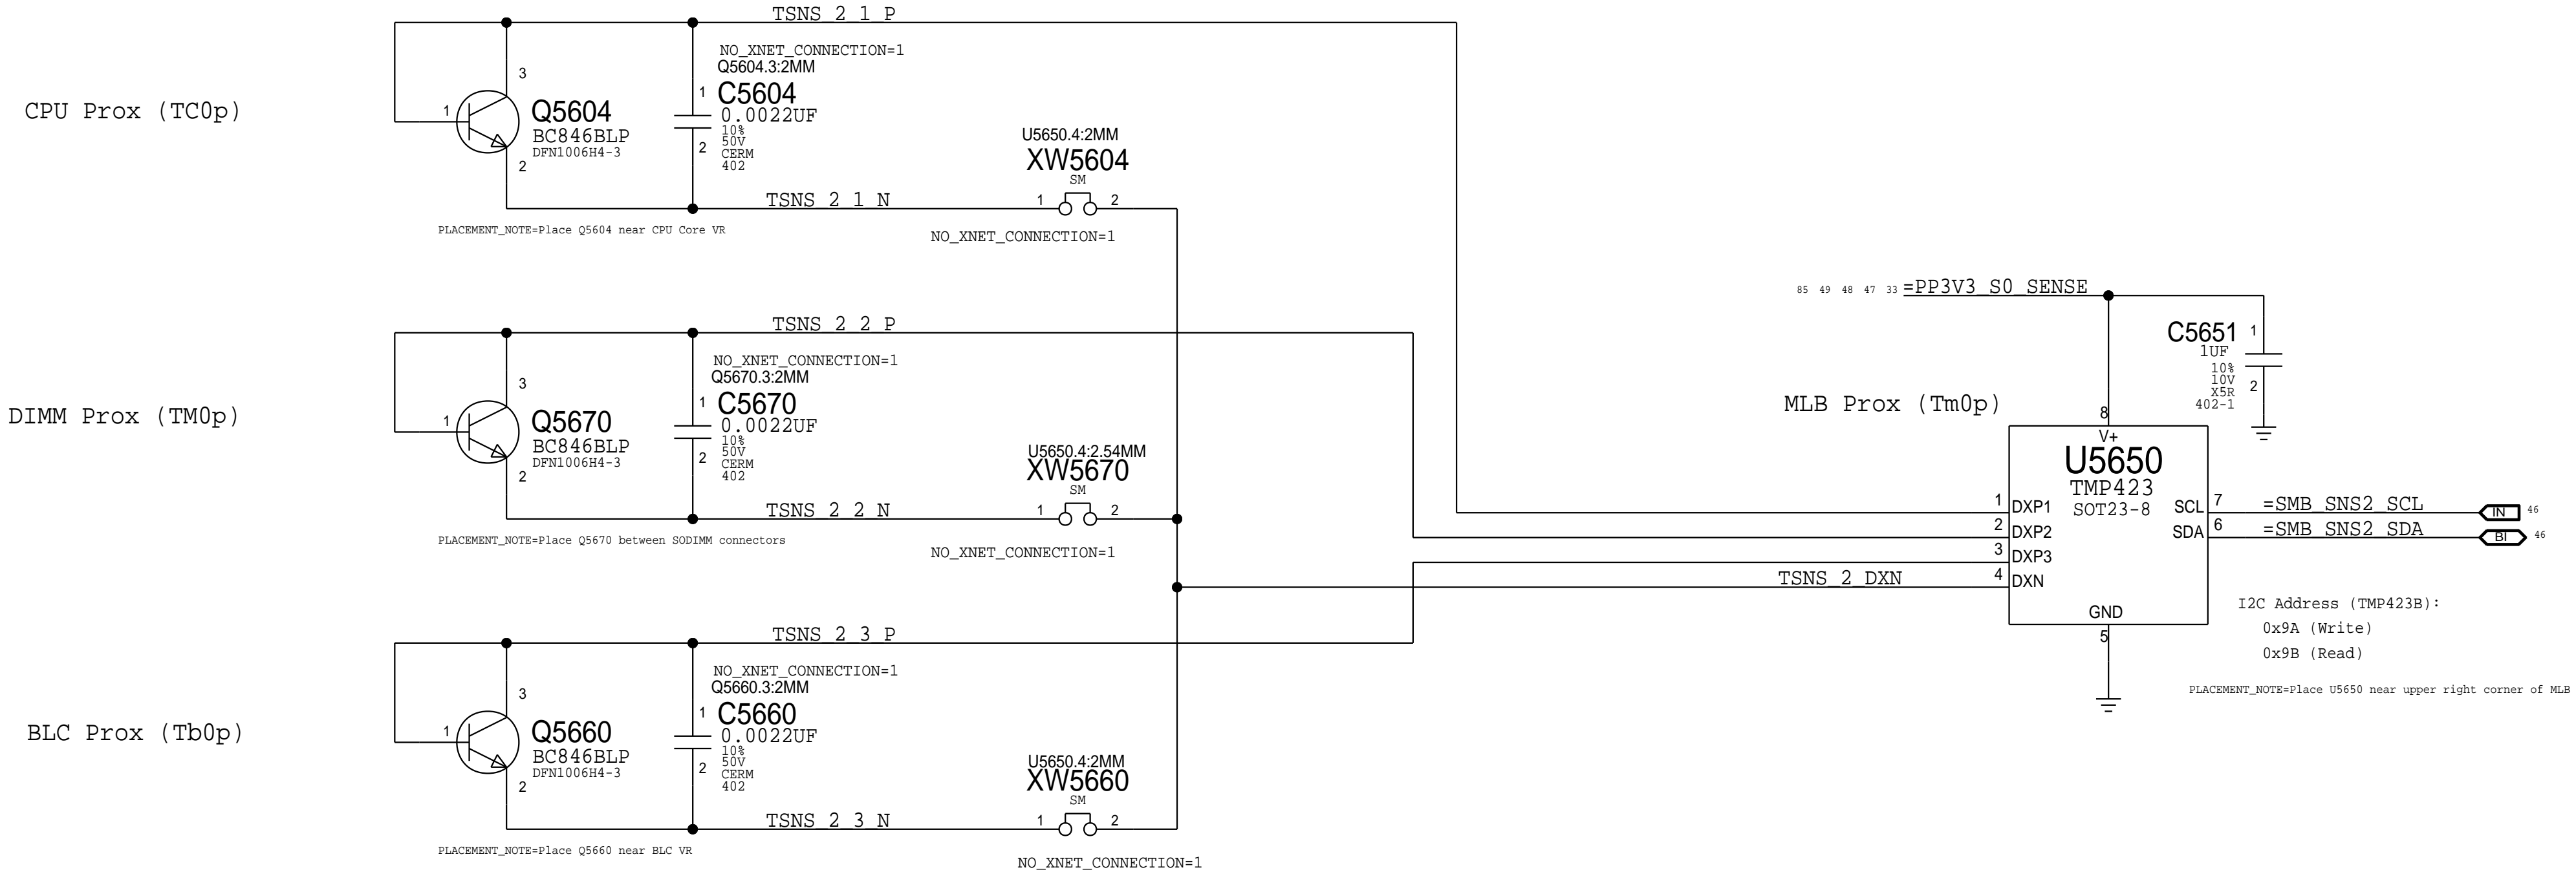 TSNS_2_1_P
NO_XNET_CONNECTION=1
Q5604.3:2MM
CPU Prox (TC0p)
3
1
2
Q5604
BC846BLP
DFN1006H4-3
1
2
C5604
0.0022UF
10%
50V
CERM
402
U5650.4:2MM
XW5604
SM
TSNS_2_1_N
1
2
PLACEMENT_NOTE=Place Q5604 near CPU Core VR
NO_XNET_CONNECTION=1
TSNS_2_2_P
NO_XNET_CONNECTION=1
Q5670.3:2MM
DIMM Prox (TM0p)
3
1
2
Q5670
BC846BLP
DFN1006H4-3
1
2
C5670
0.0022UF
10%
50V
CERM
402
U5650.4:2.54MM
XW5670
SM
TSNS_2_2_N
1
2
PLACEMENT_NOTE=Place Q5670 between SODIMM connectors
NO_XNET_CONNECTION=1
TSNS_2_3_P
NO_XNET_CONNECTION=1
Q5660.3:2MM
BLC Prox (Tb0p)
3
1
2
Q5660
BC846BLP
DFN1006H4-3
1
2
C5660
0.0022UF
10%
50V
CERM
402
U5650.4:2MM
XW5660
SM
TSNS_2_3_N
1
2
PLACEMENT_NOTE=Place Q5660 near BLC VR
NO_XNET_CONNECTION=1
85 49 48 47 33 =PP3V3_S0_SENSE
C5651
1UF
10%
10V
X5R
402-1
1
2
MLB Prox (Tm0p)
8
V+
U5650
TMP423
SOT23-8
1 DXP1
2 DXP2
3 DXP3
4 DXN
TSNS_2_DXN
SCL 7 =SMB_SNS2_SCL IN 46
SDA 6 =SMB_SNS2_SDA BI 46
GND
5
I2C Address (TMP423B):
0x9A (Write)
0x9B (Read)
PLACEMENT_NOTE=Place U5650 near upper right corner of MLB